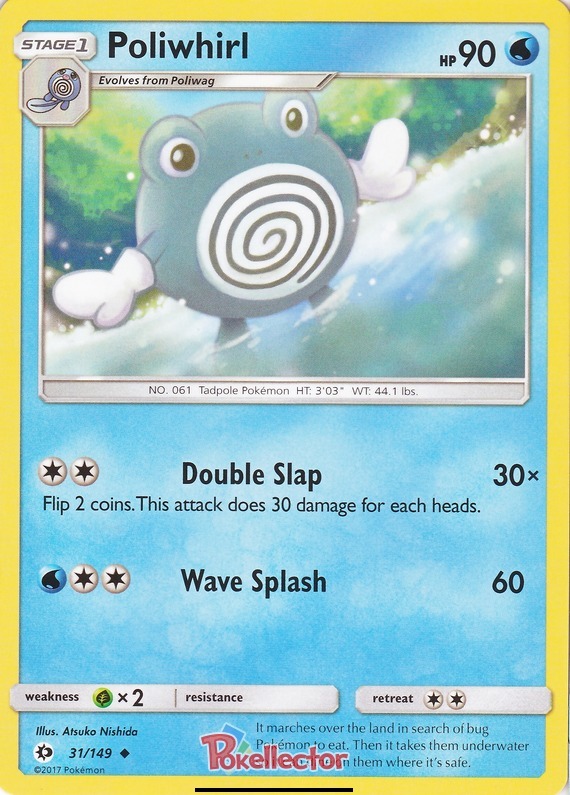 STAGE1
Poliwhirl
HP 90
Evolves from Poliwag
NO. 061 Tadpole Pokémon HT: 3'03" WT: 44.1 lbs.
Double Slap 30×
Flip 2 coins. This attack does 30 damage for each heads.
Wave Splash 60
weakness ×2 resistance retreat
Illus. Atsuko Nishida
31/149
©2017 Pokémon
It marches over the land in search of bug
Pokémon to eat. Then it takes them underwater
them where it's safe.
Pokellector